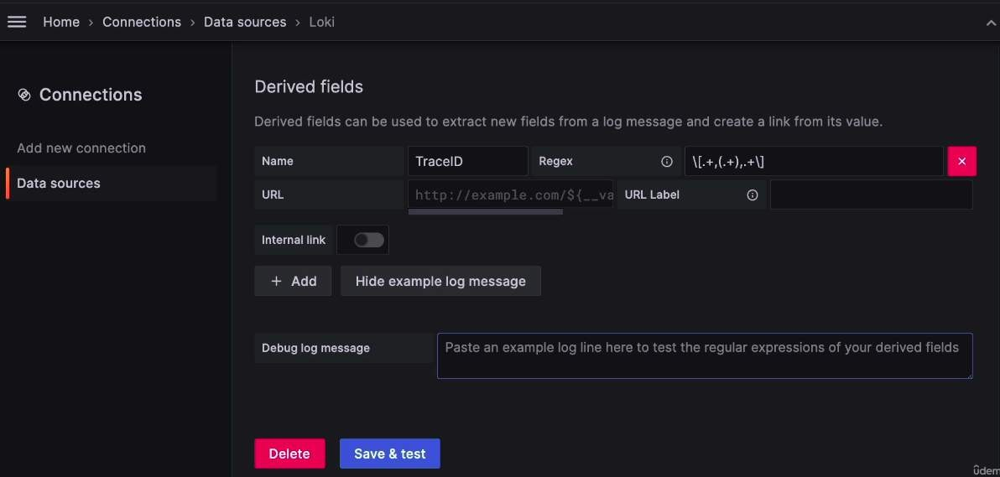 Home › Connections › Data sources › Loki
Connections
Add new connection
Data sources
Derived fields
Derived fields can be used to extract new fields from a log message and create a link from its value.
Name TraceID Regex \[.+,(.+),.+\]
URL http://example.com/${__va URL Label
Internal link
+ Add Hide example log message
Debug log message Paste an example log line here to test the regular expressions of your derived fields
Delete Save & test
ûdem